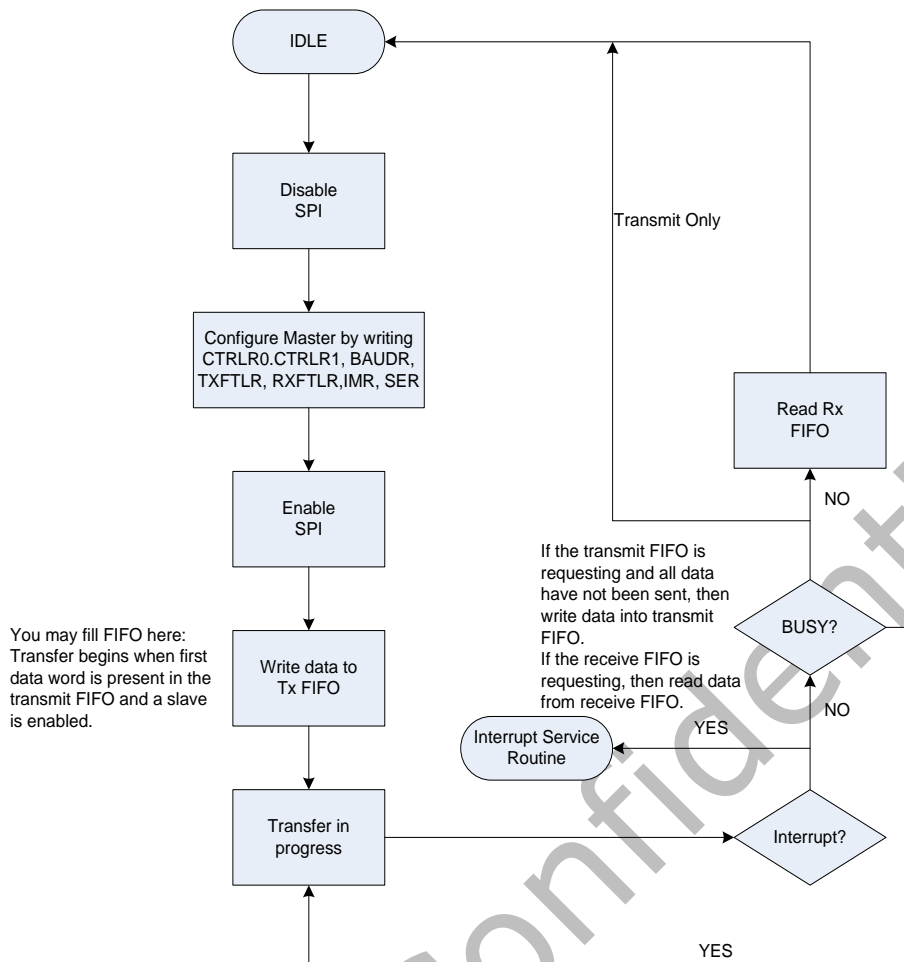 IDLE
Disable
SPI
Transmit Only
Configure Master by writing
CTRLR0.CTRLR1, BAUDR,
TXFTLR, RXFTLR,IMR, SER
Read Rx
FIFO
NO
Enable
SPI
If the transmit FIFO is
requesting and all data
have not been sent, then
write data into transmit
FIFO.
If the receive FIFO is
requesting, then read data
from receive FIFO.
BUSY?
You may fill FIFO here:
Transfer begins when first
data word is present in the
transmit FIFO and a slave
is enabled.
Write data to
Tx FIFO
NO
YES
Interrupt Service
Routine
Transfer in
progress
Interrupt?
YES
Confident